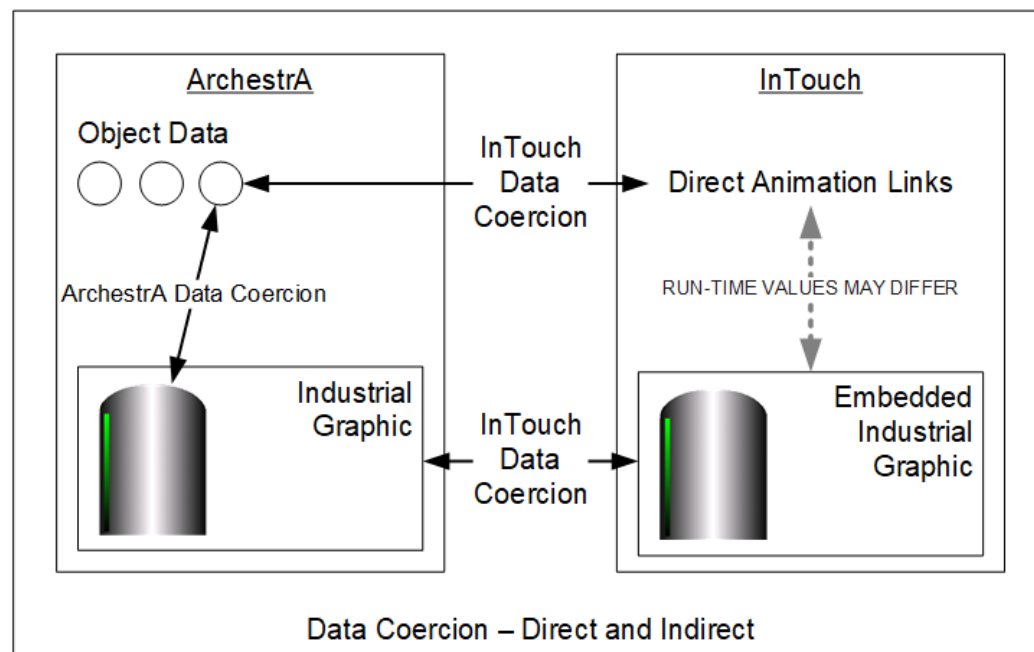 ArchestrA
Object Data
ArchestrA Data Coercion
Industrial
Graphic
InTouch
Data
Coercion
InTouch
Data
Coercion
InTouch
Direct Animation Links
RUN-TIME VALUES MAY DIFFER
Embedded
Industrial
Graphic
Data Coercion – Direct and Indirect